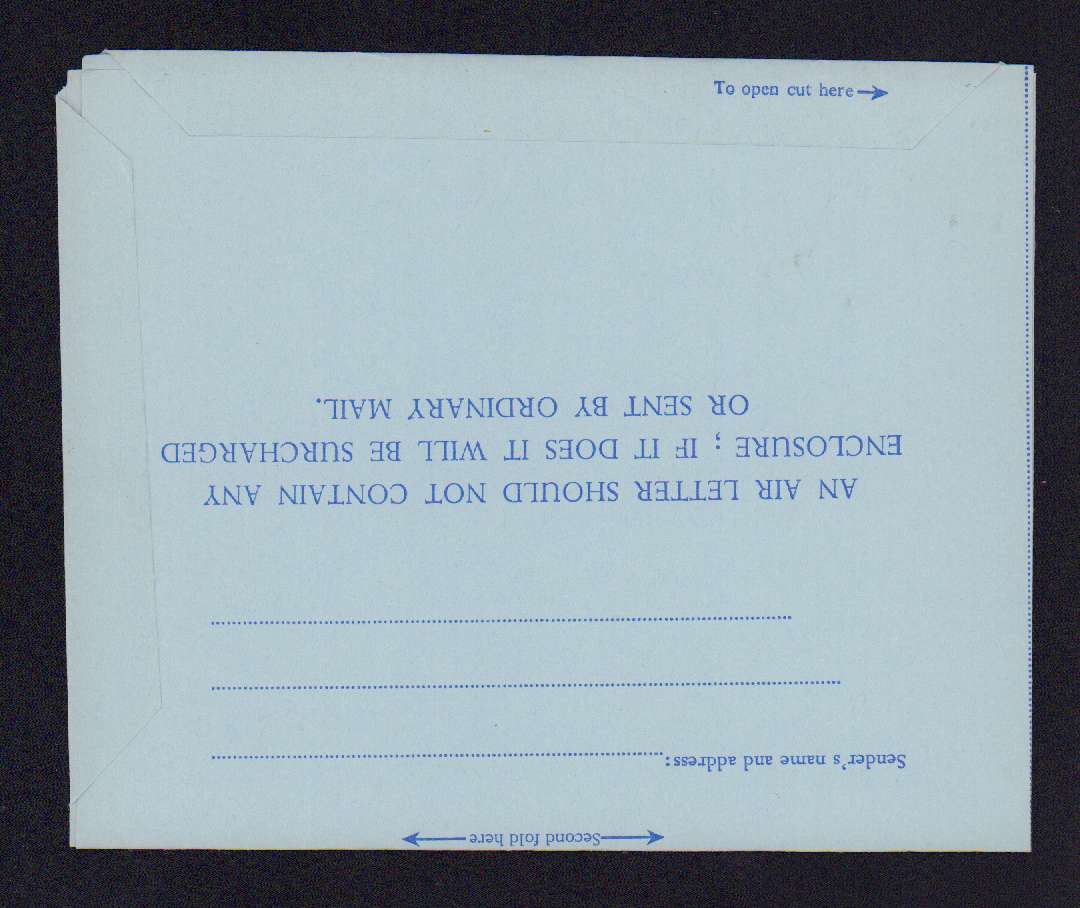 To open cut here
Second fold here
Sender's name and address:
AN AIR LETTER SHOULD NOT CONTAIN ANY
ENCLOSURE ; IF IT DOES IT WILL BE SURCHARGED
OR SENT BY ORDINARY MAIL.